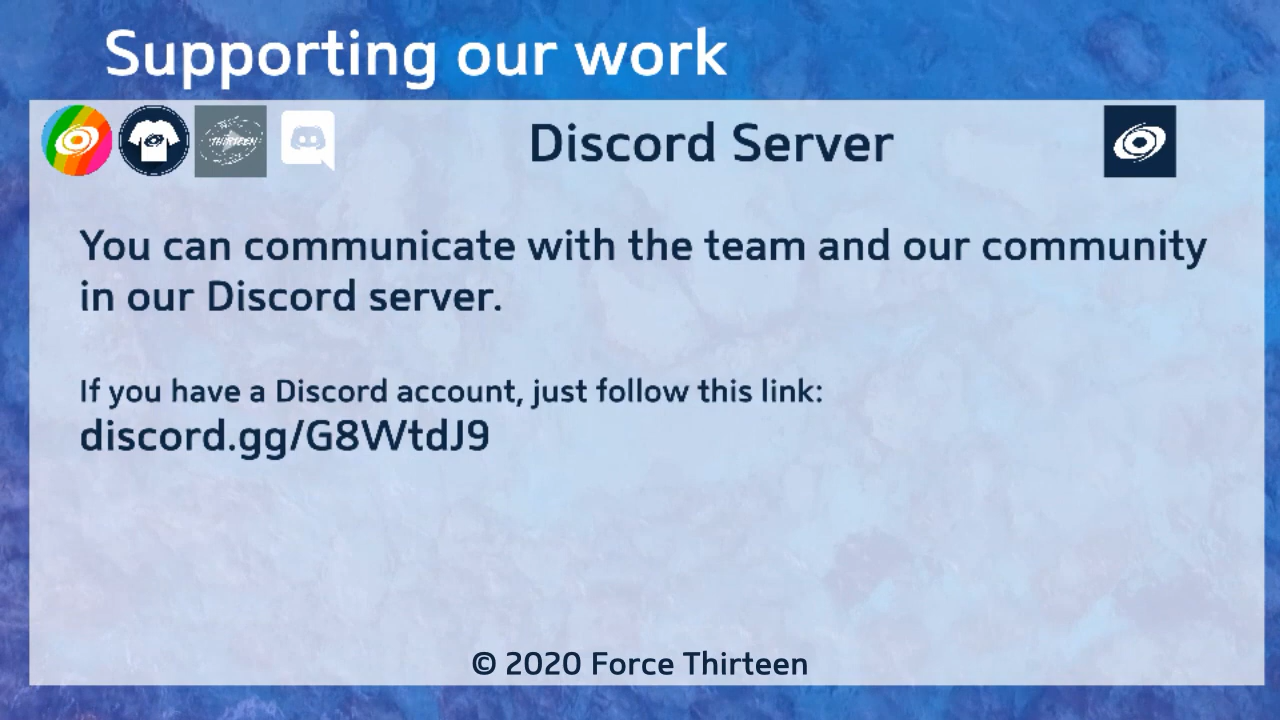 Supporting our work
THIRTEEN
Discord Server
You can communicate with the team and our community
in our Discord server.
If you have a Discord account, just follow this link:
discord.gg/G8WtdJ9
© 2020 Force Thirteen